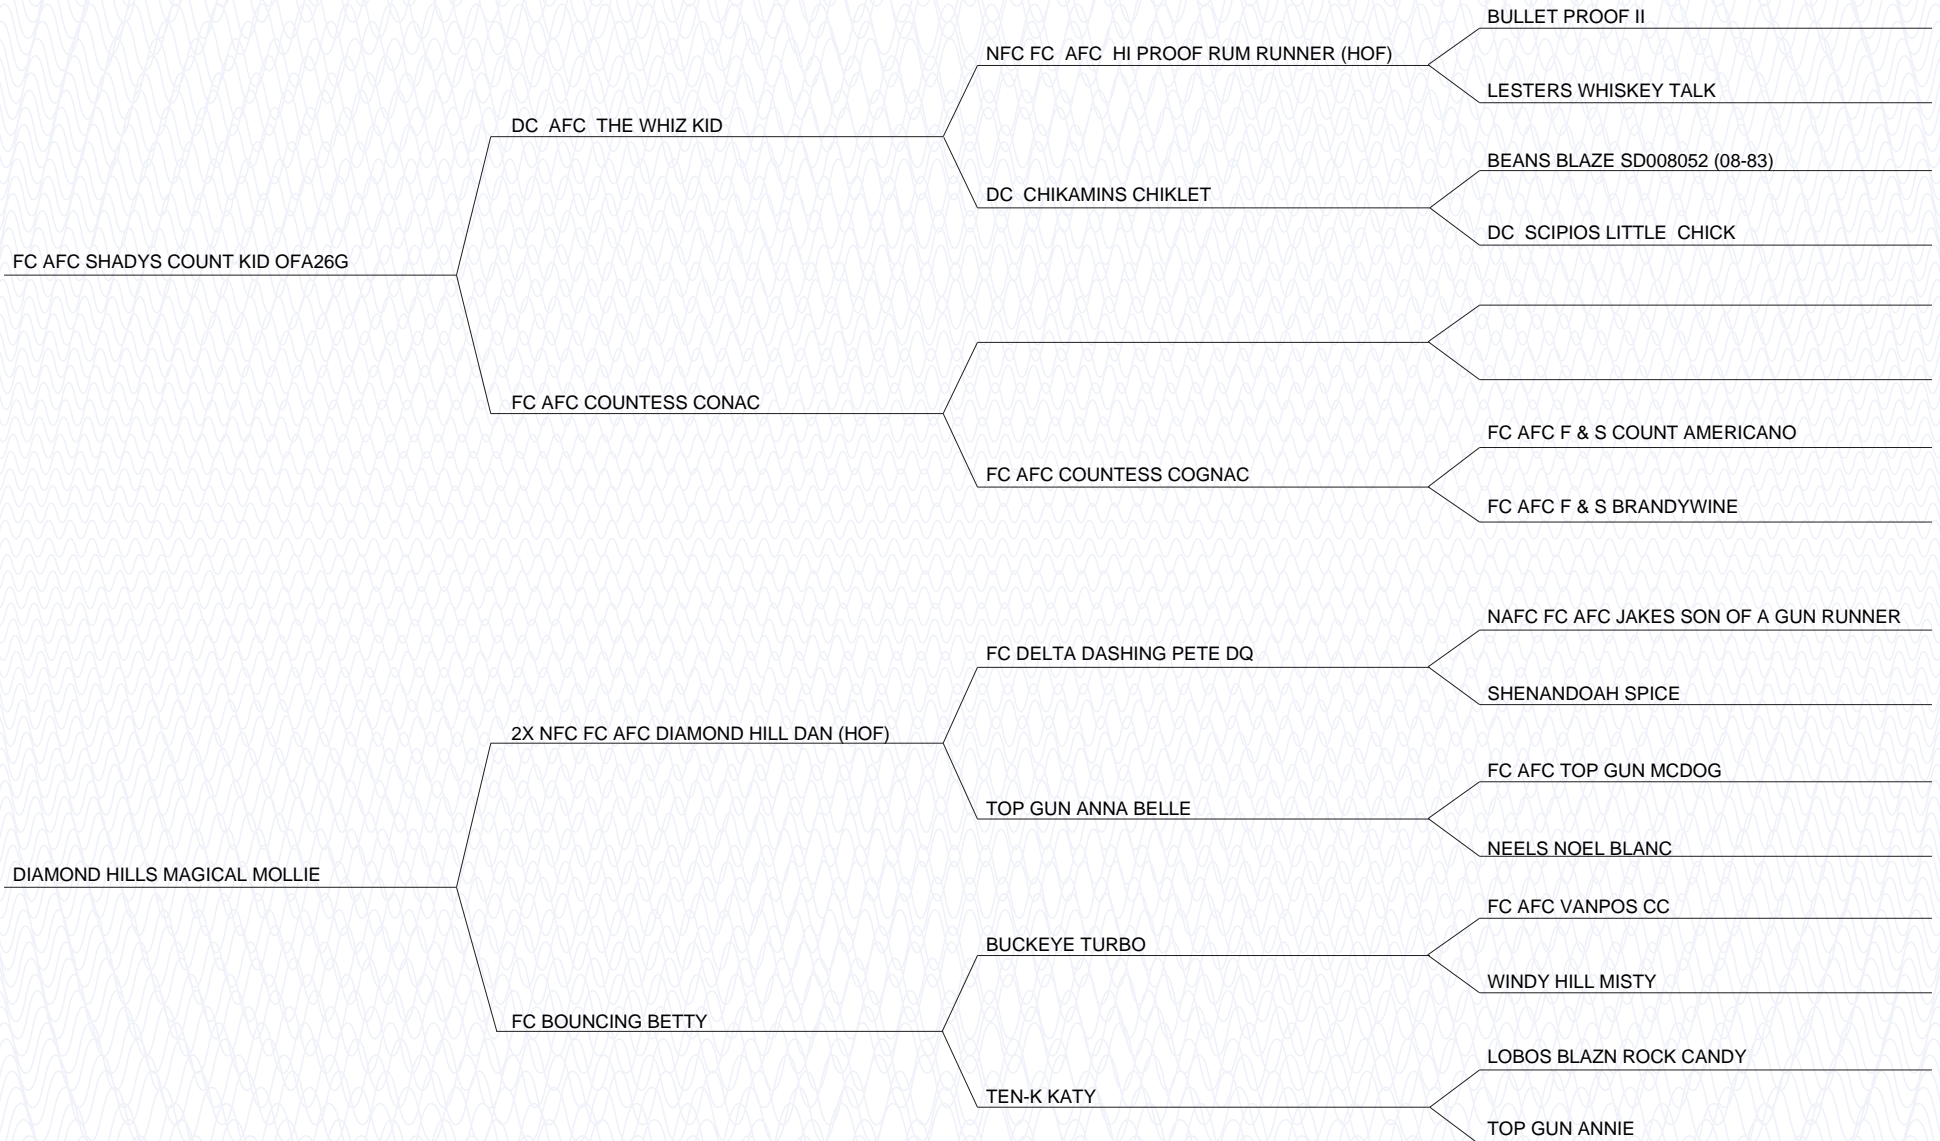 BULLET PROOF II
NFC FC  AFC  HI PROOF RUM RUNNER (HOF)
LESTERS WHISKEY TALK
DC  AFC  THE WHIZ KID
BEANS BLAZE SD008052 (08-83)
DC  CHIKAMINS CHIKLET
DC  SCIPIOS LITTLE  CHICK
FC AFC SHADYS COUNT KID OFA26G
FC AFC COUNTESS CONAC
FC AFC F & S COUNT AMERICANO
FC AFC COUNTESS COGNAC
FC AFC F & S BRANDYWINE
NAFC FC AFC JAKES SON OF A GUN RUNNER
FC DELTA DASHING PETE DQ
SHENANDOAH SPICE
2X NFC FC AFC DIAMOND HILL DAN (HOF)
FC AFC TOP GUN MCDOG
TOP GUN ANNA BELLE
NEELS NOEL BLANC
DIAMOND HILLS MAGICAL MOLLIE
FC AFC VANPOS CC
BUCKEYE TURBO
WINDY HILL MISTY
FC BOUNCING BETTY
LOBOS BLAZN ROCK CANDY
TEN-K KATY
TOP GUN ANNIE